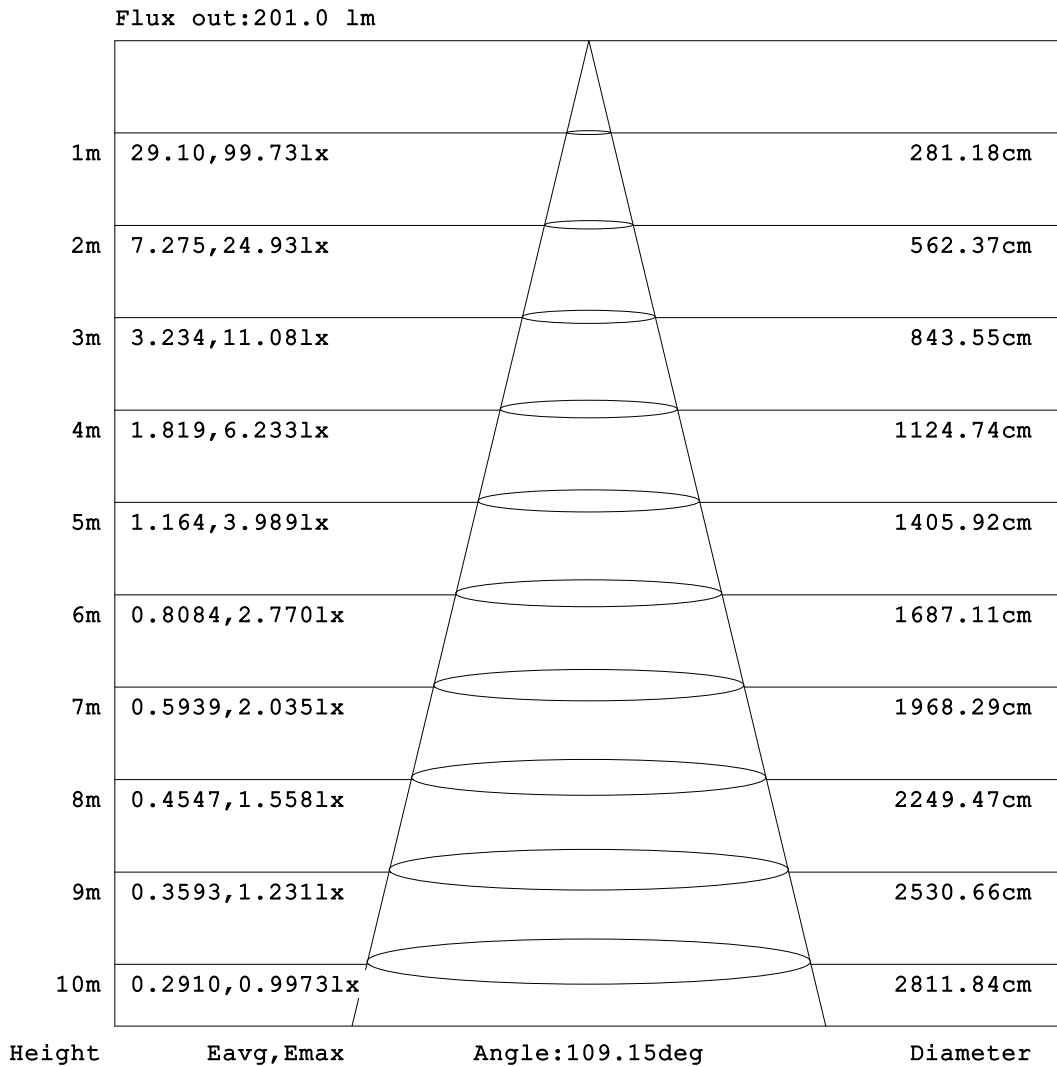 Flux out:201.0 lm
1m 29.10,99.73lx 281.18cm
2m 7.275,24.93lx 562.37cm
3m 3.234,11.08lx 843.55cm
4m 1.819,6.233lx 1124.74cm
5m 1.164,3.989lx 1405.92cm
6m 0.8084,2.770lx 1687.11cm
7m 0.5939,2.035lx 1968.29cm
8m 0.4547,1.558lx 2249.47cm
9m 0.3593,1.231lx 2530.66cm
10m 0.2910,0.9973lx 2811.84cm
Height Eavg,Emax Angle:109.15deg Diameter